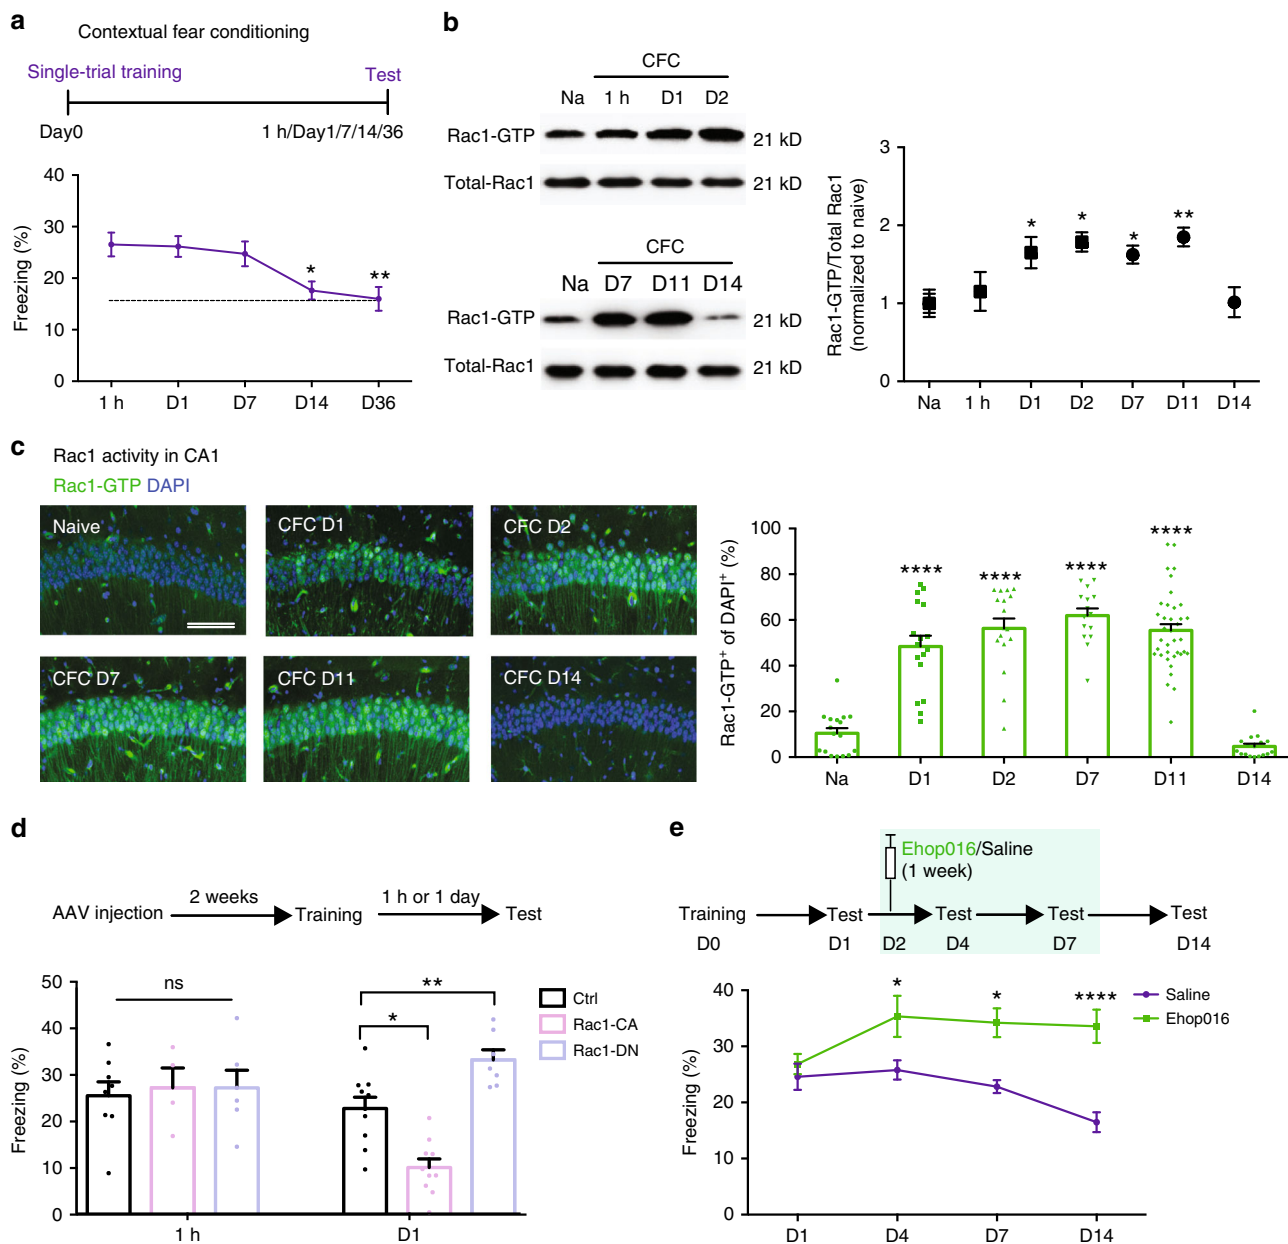 a
Contextual fear conditioning
Single-trial training
Test
Day0
1 h/Day1/7/14/36
Freezing (%)
40
30
20
10
0
*
**
1 h
D1
D7
D14
D36
b
CFC
Na
1 h
D1
D2
Rac1-GTP
21 kD
Total-Rac1
21 kD
CFC
Na
D7
D11
D14
Rac1-GTP
21 kD
Total-Rac1
21 kD
Rac1-GTP/Total Rac1
(normalized to naive)
3
2
1
0
*
*
*
**
Na
1 h
D1
D2
D7
D11
D14
c
Rac1 activity in CA1
Rac1-GTP DAPI
Naive
CFC D1
CFC D2
CFC D7
CFC D11
CFC D14
Rac1-GTP⁺ of DAPI⁺ (%)
100
80
60
40
20
0
****
****
****
****
Na
D1
D2
D7
D11
D14
d
AAV injection
2 weeks
Training
1 h or 1 day
Test
Freezing (%)
50
40
30
20
10
0
ns
*
**
Ctrl
Rac1-CA
Rac1-DN
1 h
D1
e
Ehop016/Saline
(1 week)
Training
Test
Test
Test
Test
D0
D1
D2
D4
D7
D14
Freezing (%)
40
30
20
10
0
*
*
****
Saline
Ehop016
D1
D4
D7
D14